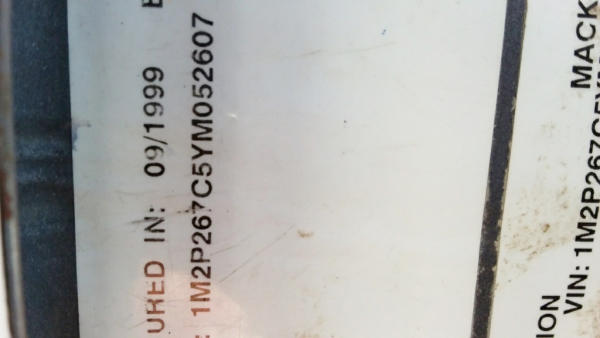 URED IN: 09/1999
: 1M2P267C5YM052607
MACK
ION
VIN: 1M2P267C5YM